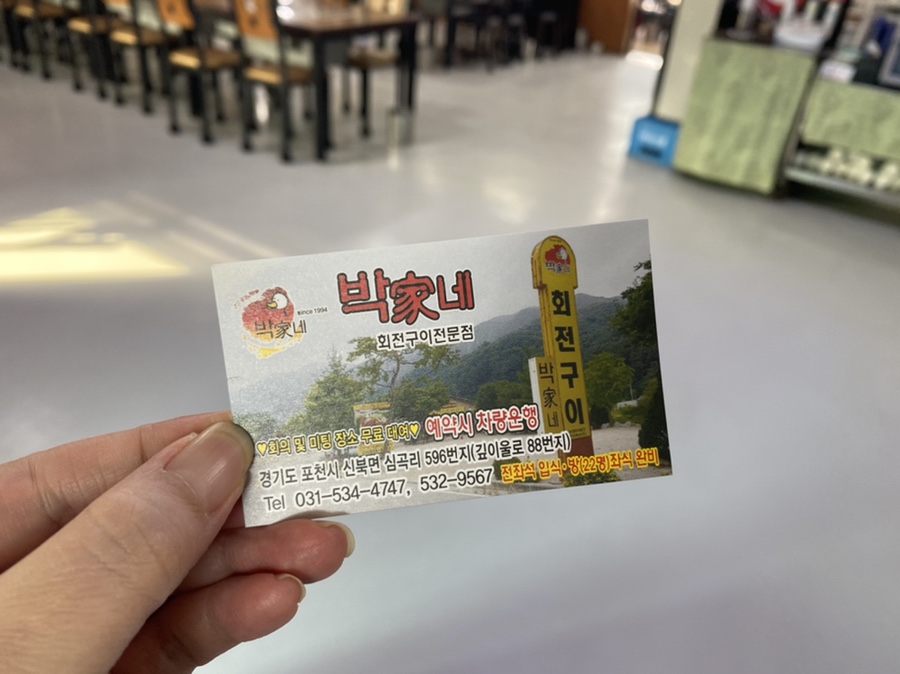 박家네
since 1994
박家네
회전구이전문점
박家네
회전구이
박家네
♥회의 및 미팅 장소 무료 대여♥ 예약시 차량운행
경기도 포천시 신북면 심곡리 596번지(깊이울로 88번지)
Tel 031-534-4747, 532-9567
전좌석 입식·방(22명)좌식 완비